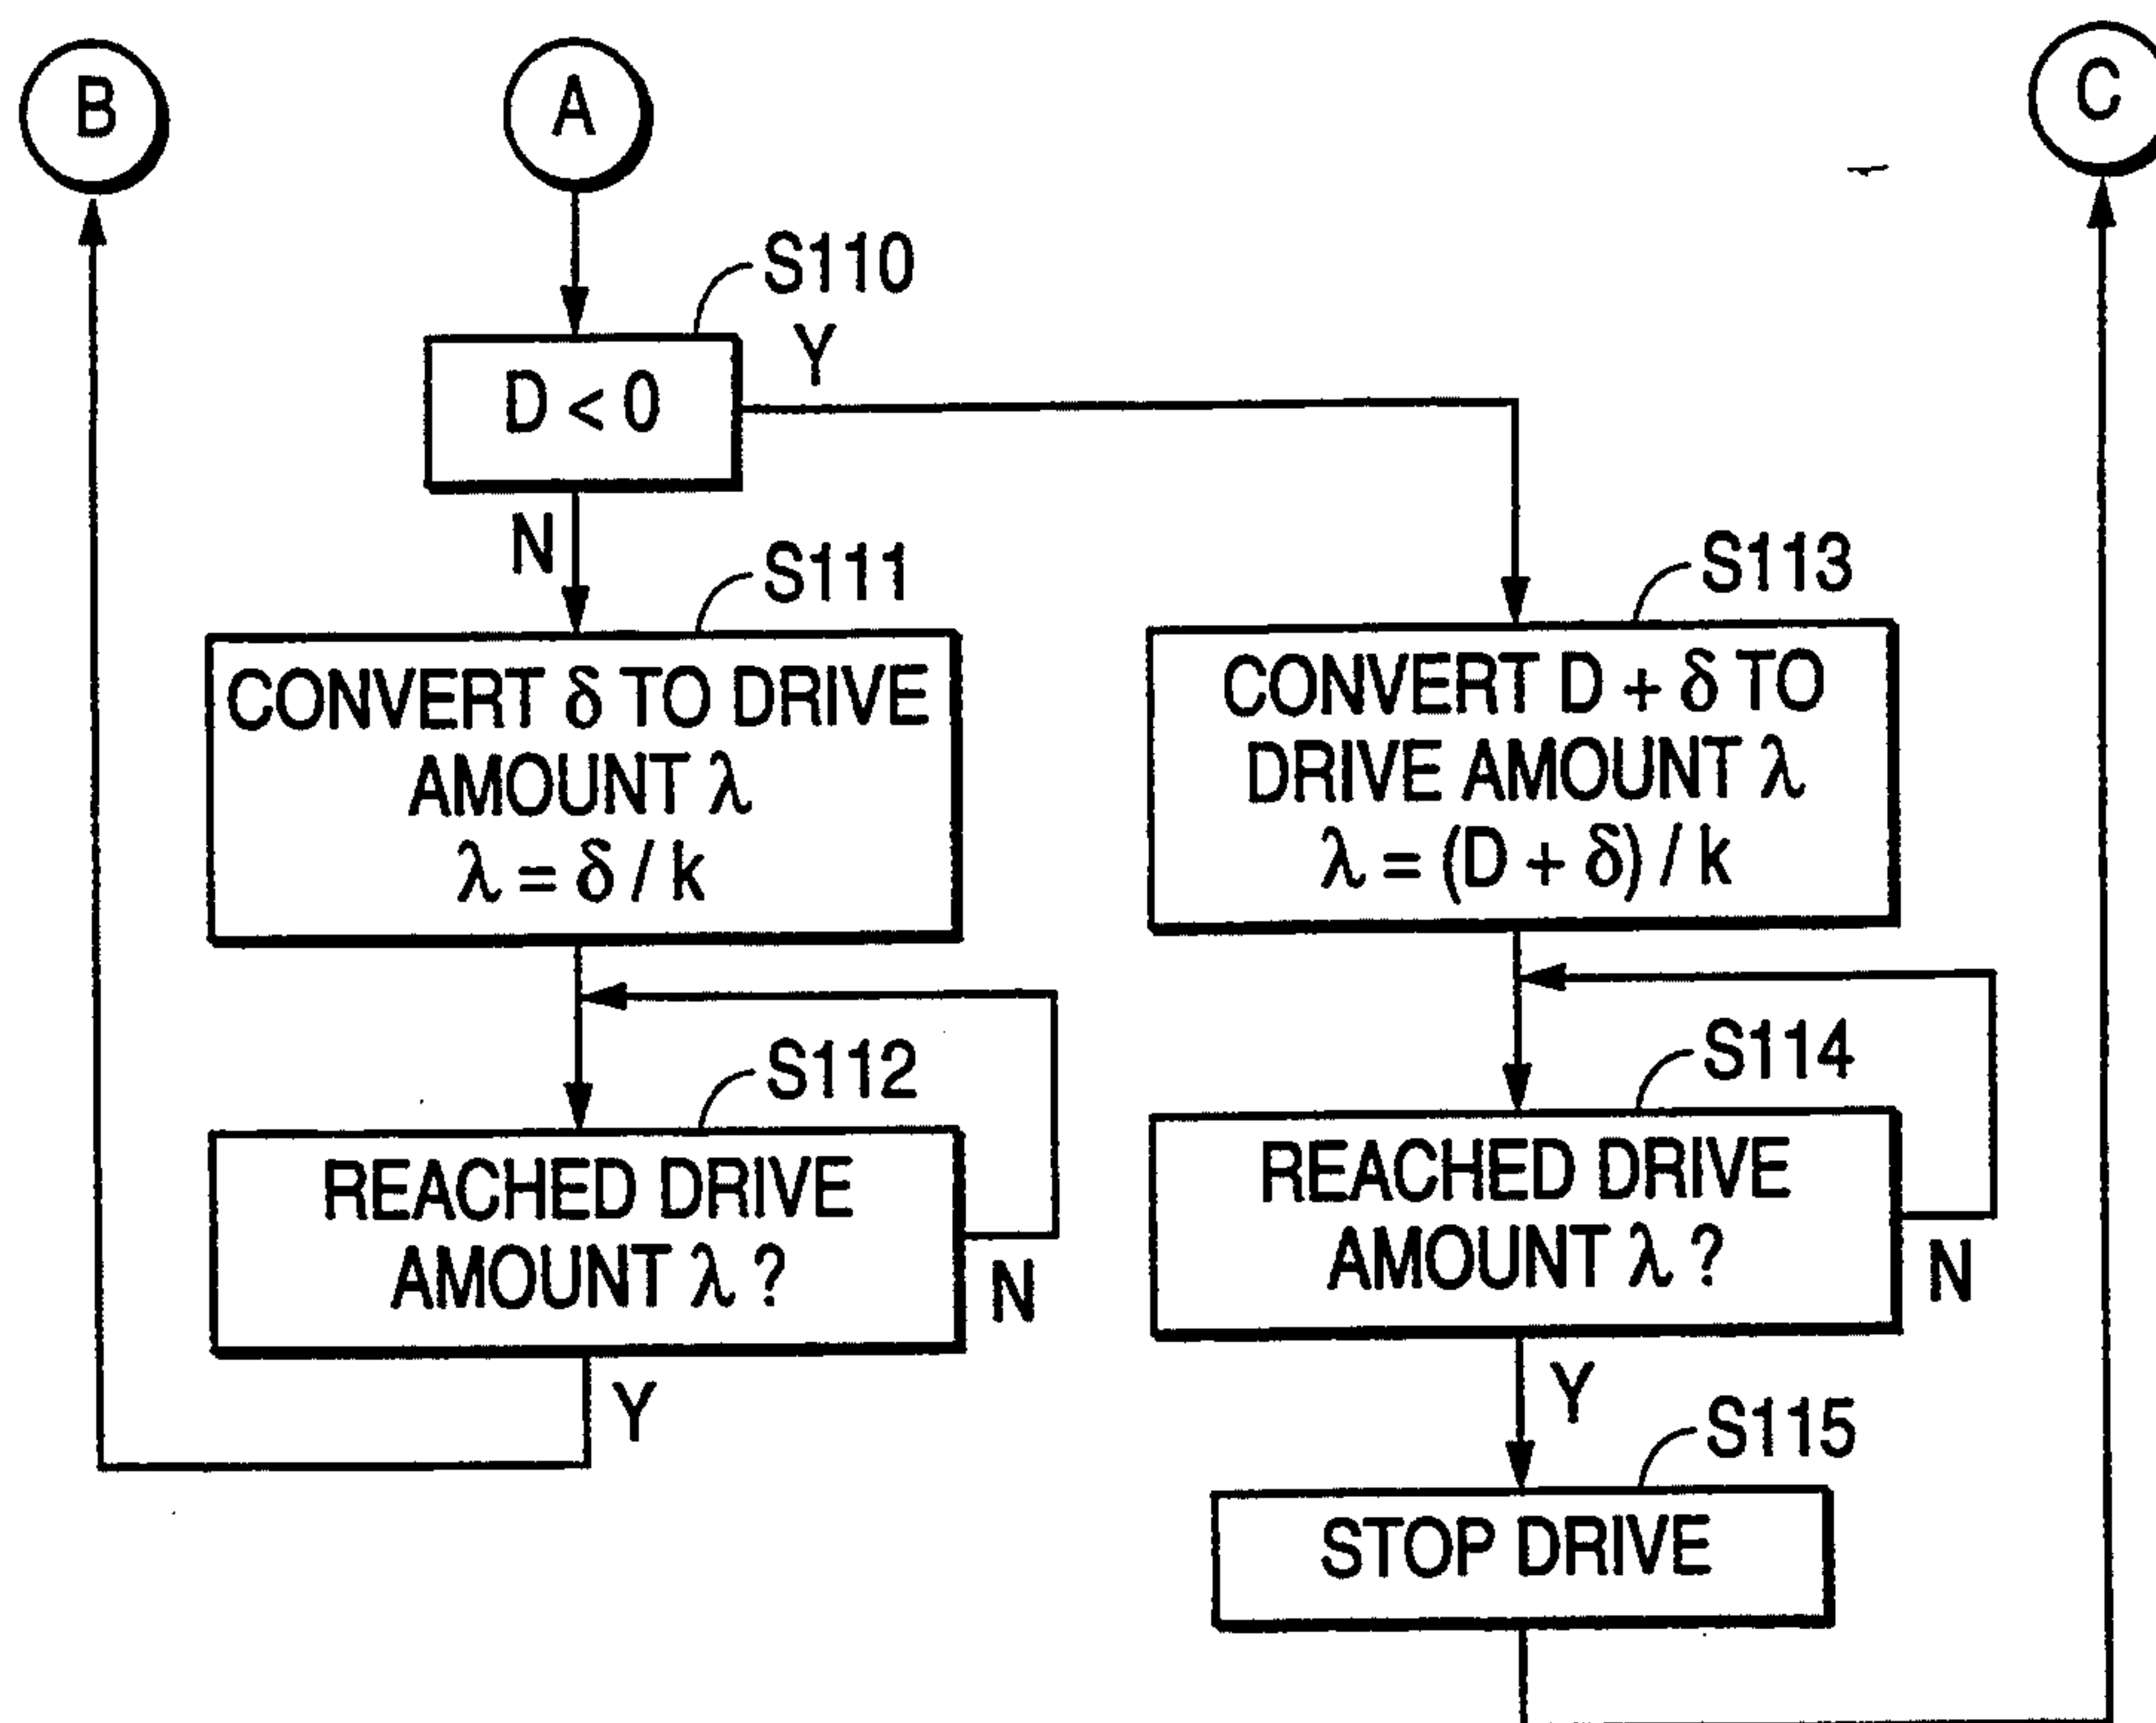 B
A
C
S110
Y
D < 0
N
S111
CONVERT δ TO DRIVE
AMOUNT λ
λ = δ / k
S112
REACHED DRIVE
AMOUNT λ ?
N
Y
S113
CONVERT D + δ TO
DRIVE AMOUNT λ
λ = (D + δ) / k
S114
REACHED DRIVE
AMOUNT λ ?
N
Y
S115
STOP DRIVE